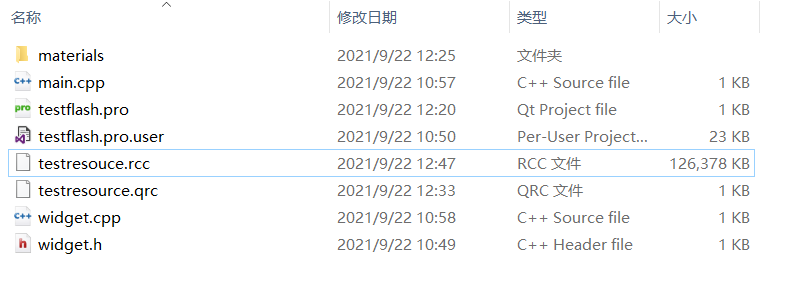 名称 修改日期 类型 大小
materials 2021/9/22 12:25 文件夹
main.cpp 2021/9/22 10:57 C++ Source file 1 KB
testflash.pro 2021/9/22 12:20 Qt Project file 1 KB
testflash.pro.user 2021/9/22 10:50 Per-User Project... 23 KB
testresouce.rcc 2021/9/22 12:47 RCC 文件 126,378 KB
testresource.qrc 2021/9/22 12:33 QRC 文件 1 KB
widget.cpp 2021/9/22 10:58 C++ Source file 1 KB
widget.h 2021/9/22 10:49 C++ Header file 1 KB